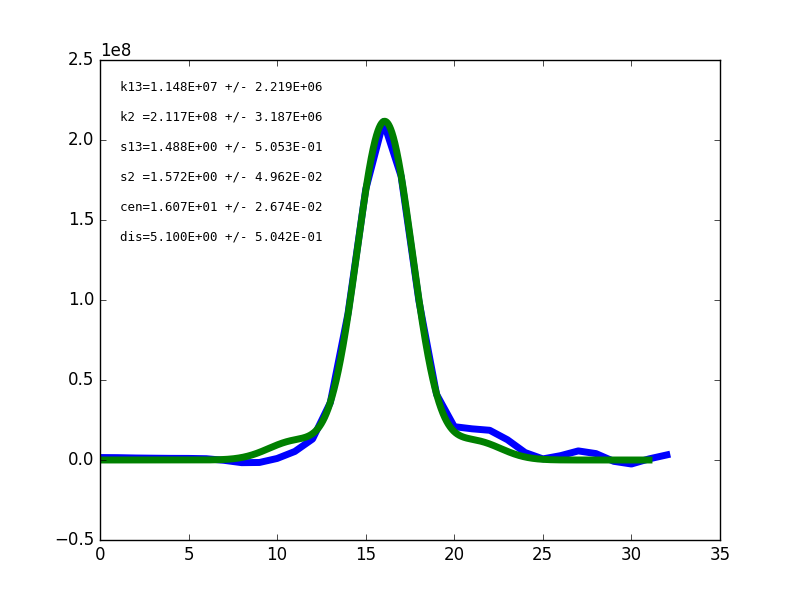 1e8
2.5
2.0
1.5
1.0
0.5
0.0
−0.5
k13=1.148E+07 +/- 2.219E+06
k2 =2.117E+08 +/- 3.187E+06
s13=1.488E+00 +/- 5.053E-01
s2 =1.572E+00 +/- 4.962E-02
cen=1.607E+01 +/- 2.674E-02
dis=5.100E+00 +/- 5.042E-01
0 5 10 15 20 25 30 35